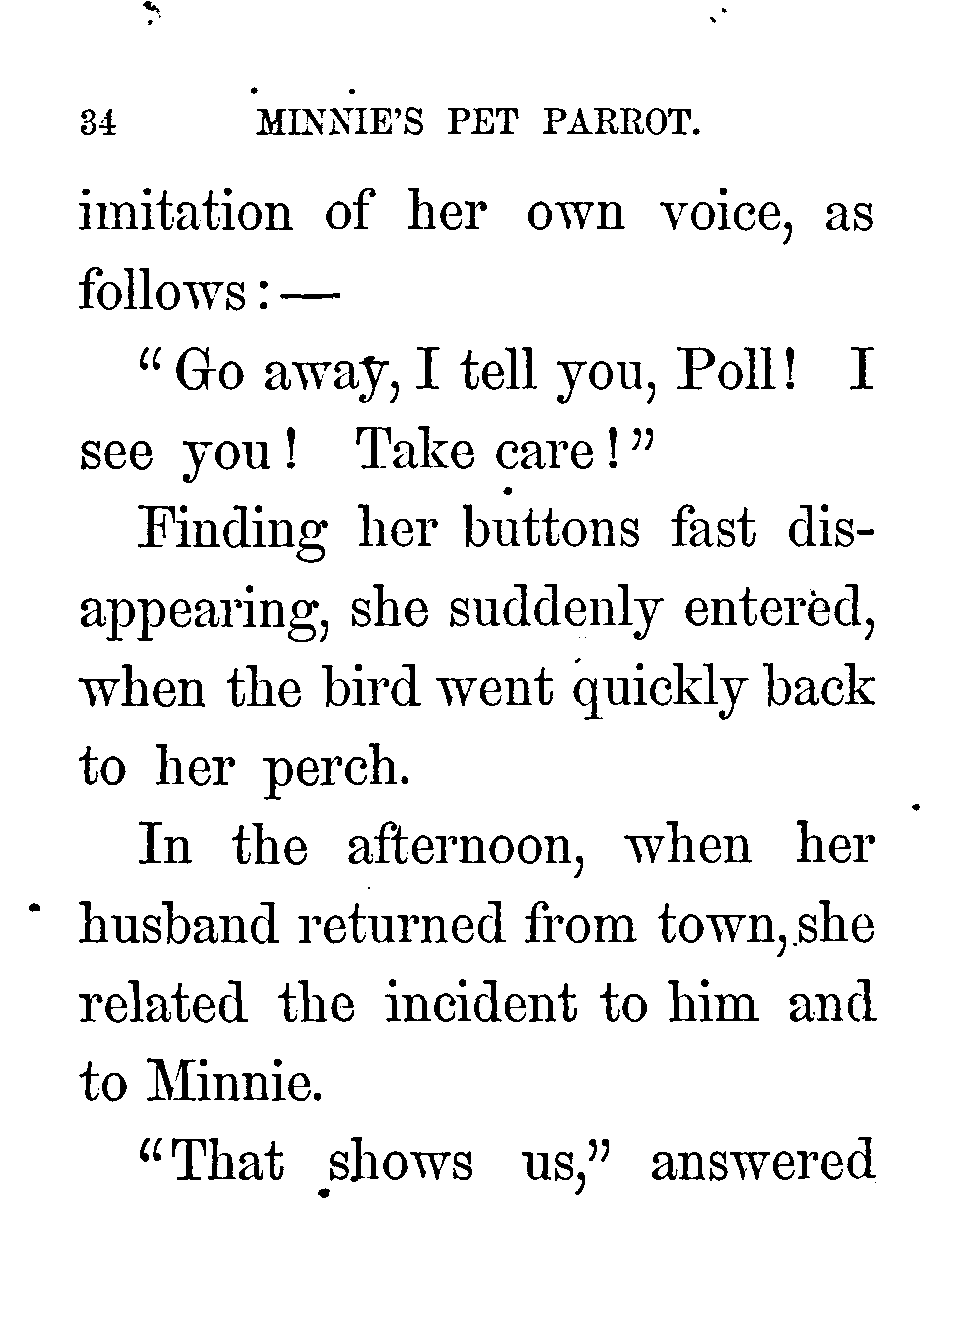 34 MINNIE'S PET PARROT.
imitation of her own voice, as
follows: —
"Go away, I tell you, Poll! I
see you! Take care!"
Finding her buttons fast dis-
appearing, she suddenly entered,
when the bird went quickly back
to her perch.
In the afternoon, when her
husband returned from town, she
related the incident to him and
to Minnie.
"That shows us," answered